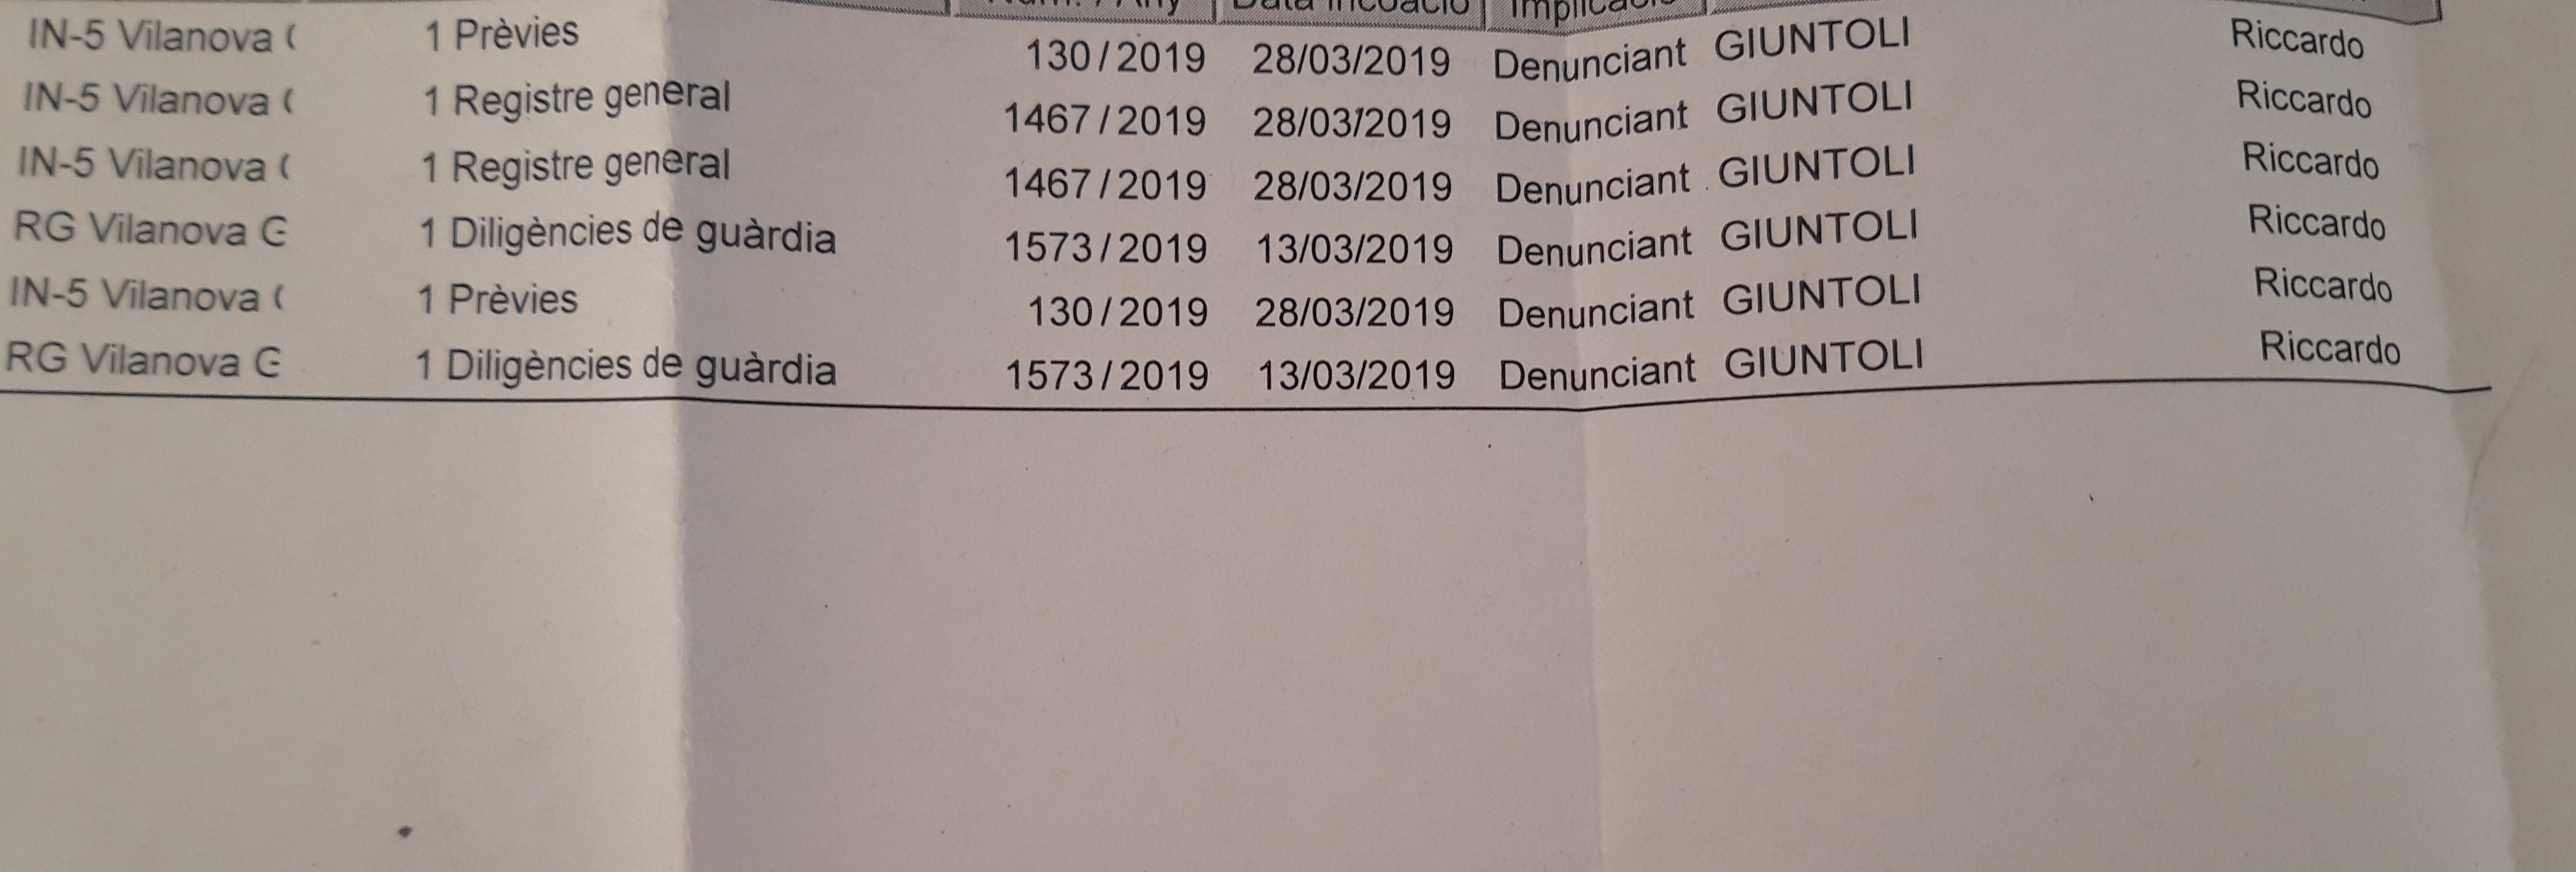 Núm. / Any Data incoació Implicació
IN-5 Vilanova ( 1 Prèvies 130 / 2019 28/03/2019 Denunciant GIUNTOLI Riccardo
IN-5 Vilanova ( 1 Registre general 1467 / 2019 28/03/2019 Denunciant GIUNTOLI Riccardo
IN-5 Vilanova ( 1 Registre general 1467 / 2019 28/03/2019 Denunciant GIUNTOLI Riccardo
RG Vilanova G 1 Diligències de guàrdia 1573 / 2019 13/03/2019 Denunciant GIUNTOLI Riccardo
IN-5 Vilanova ( 1 Prèvies 130 / 2019 28/03/2019 Denunciant GIUNTOLI Riccardo
RG Vilanova G 1 Diligències de guàrdia 1573 / 2019 13/03/2019 Denunciant GIUNTOLI Riccardo